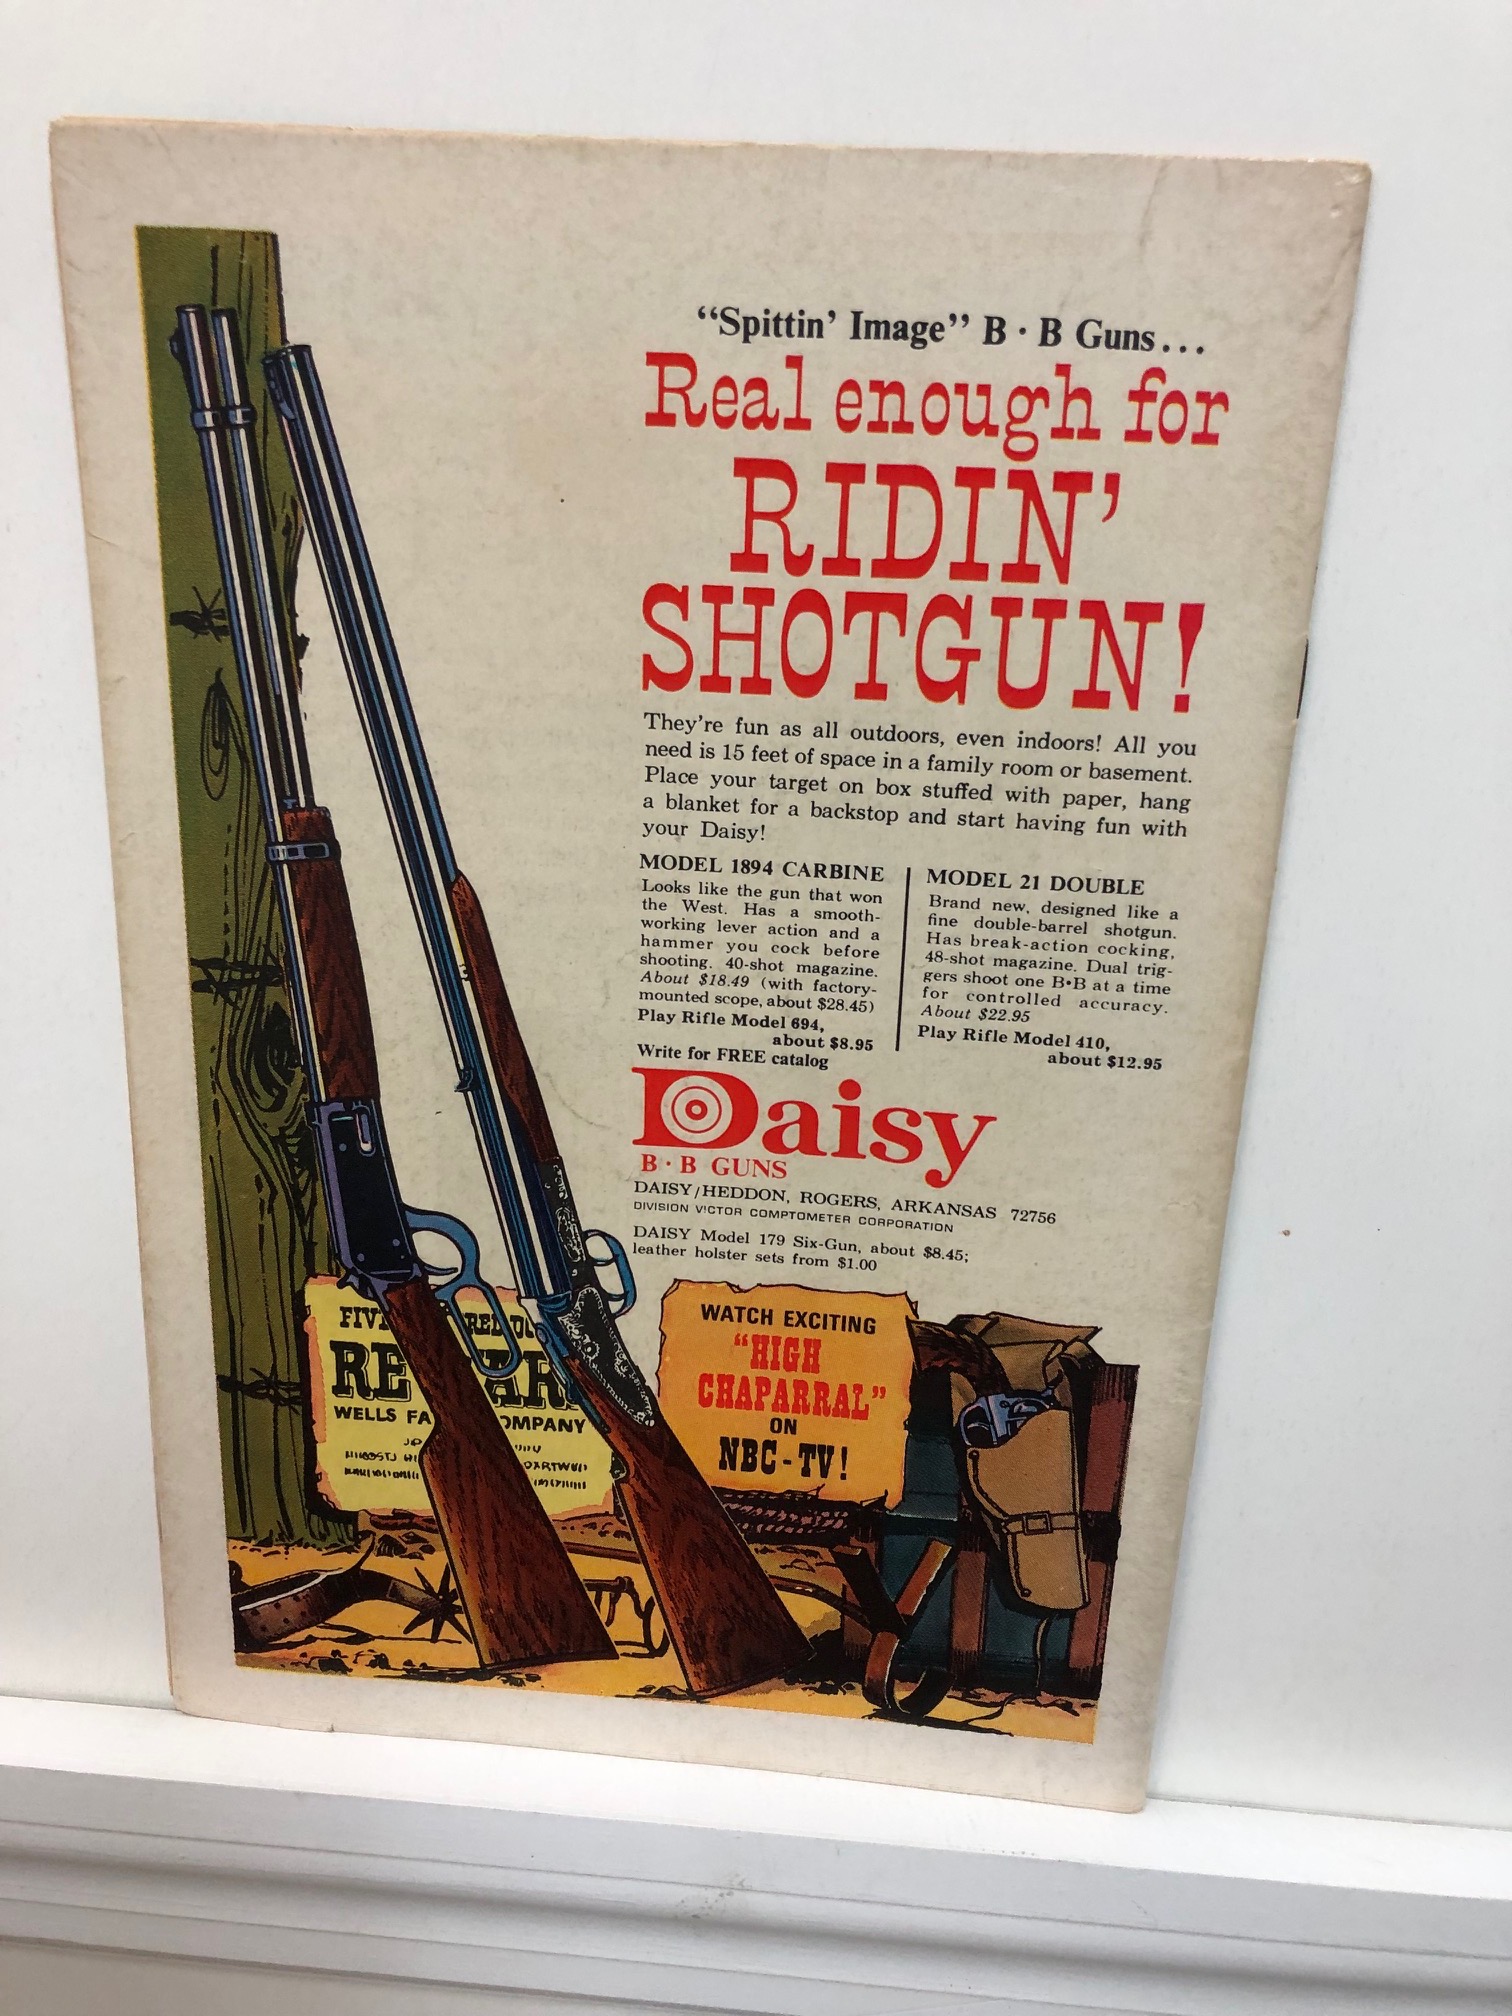 “Spittin’ Image” B·B Guns...
Real enough for
RIDIN’
SHOTGUN!
They’re fun as all outdoors, even indoors! All you
need is 15 feet of space in a family room or basement.
Place your target on box stuffed with paper, hang
a blanket for a backstop and start having fun with
your Daisy!
MODEL 1894 CARBINE
Looks like the gun that won
the West. Has a smooth-
working lever action and a
hammer you cock before
shooting. 40-shot magazine.
About $18.49 (with factory-
mounted scope, about $28.45)
Play Rifle Model 694,
about $8.95
Write for FREE catalog
MODEL 21 DOUBLE
Brand new, designed like a
fine double-barrel shotgun.
Has break-action cocking,
48-shot magazine. Dual trig-
gers shoot one B•B at a time
for controlled accuracy.
About $22.95
Play Rifle Model 410,
about $12.95
Daisy
B·B GUNS
DAISY/HEDDON, ROGERS, ARKANSAS 72756
DIVISION VICTOR COMPTOMETER CORPORATION
DAISY Model 179 Six-Gun, about $8.45;
leather holster sets from $1.00
WELLS
WATCH EXCITING
“HIGH
CHAPARRAL”
ON
NBC-TV!